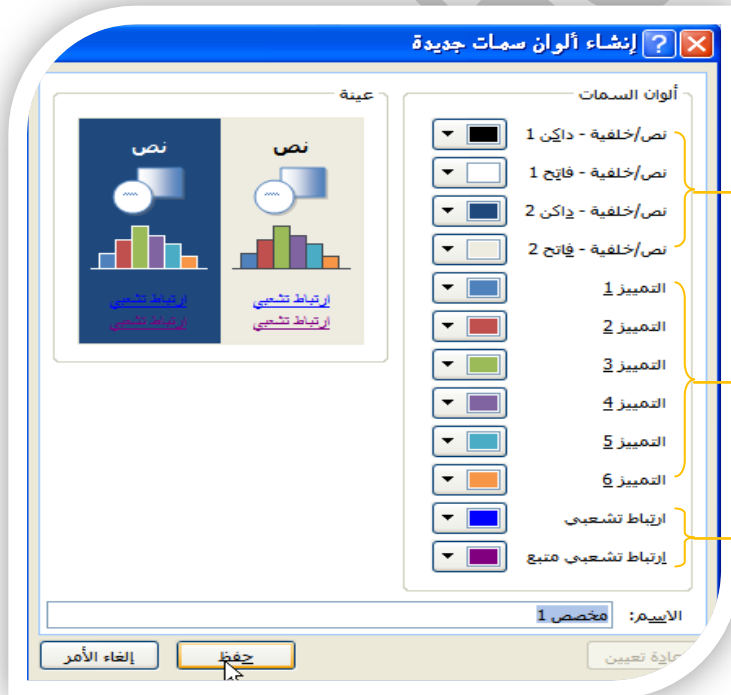 إنشاء ألوان سمات جديدة
ألوان السمات
نص/خلفية - داكن 1
نص/خلفية - فاتح 1
نص/خلفية - داكن 2
نص/خلفية - فاتح 2
التمييز 1
التمييز 2
التمييز 3
التمييز 4
التمييز 5
التمييز 6
ارتباط تشعبي
إرتباط تشعبي متبع
عينة
نص
نص
ارتباط تشعبي
ارتباط تشعبي
ارتباط تشعبي
ارتباط تشعبي
الاسم: مخصص 1
تعيين
حفظ
إلغاء الأمر